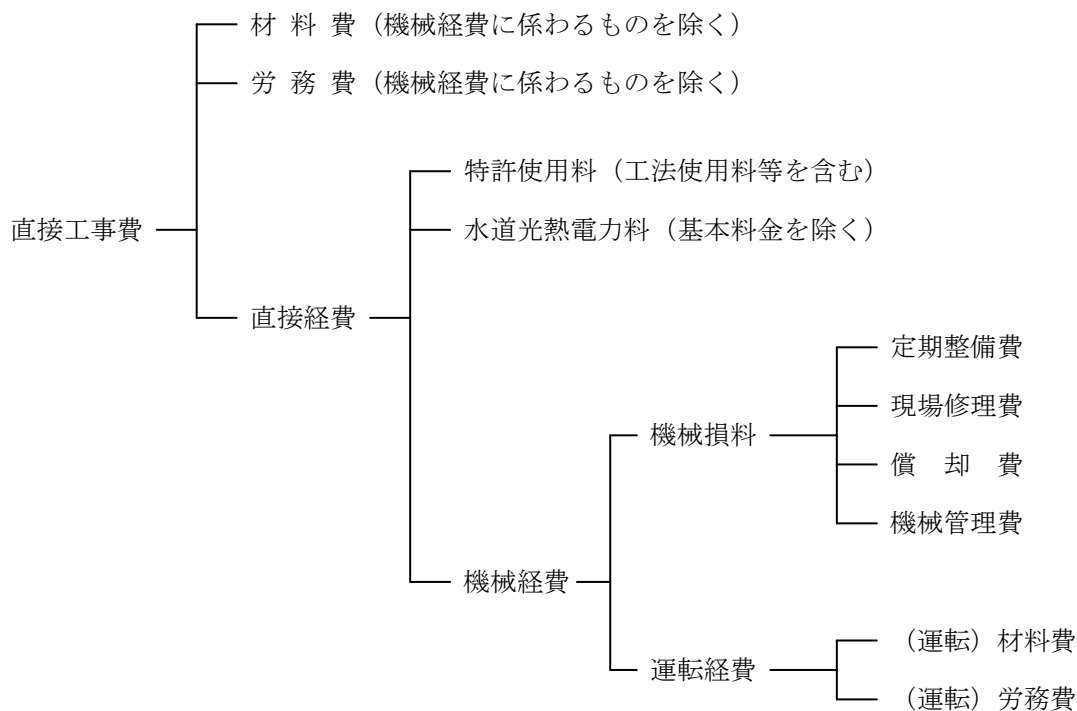 材 料 費（機械経費に係わるものを除く）
労 務 費（機械経費に係わるものを除く）
特許使用料（工法使用料等を含む）
直接工事費
水道光熱電力料（基本料金を除く）
直接経費
定期整備費
現場修理費
機械損料
償 却 費
機械管理費
機械経費
（運転）材料費
運転経費
（運転）労務費